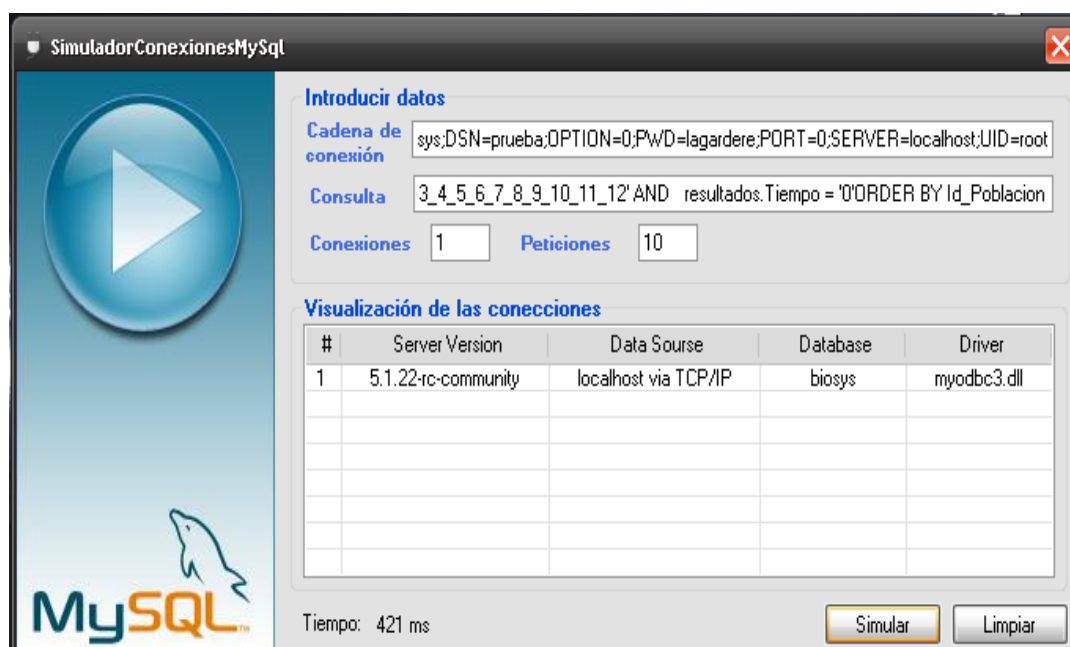 SimuladorConexionesMySql
Introducir datos
Cadena de conexión
sys;DSN=prueba;OPTION=0;PWD=lagardere;PORT=0;SERVER=localhost;UID=root
Consulta
3_4_5_6_7_8_9_10_11_12' AND resultados.Tiempo = '0'ORDER BY Id_Poblacion
Conexiones 1 Peticiones 10
Visualización de las conecciones
# Server Version Data Sourse Database Driver
1 5.1.22-rc-community localhost via TCP/IP biosys myodbc3.dll
MySQL
Tiempo: 421 ms
Simular Limpiar